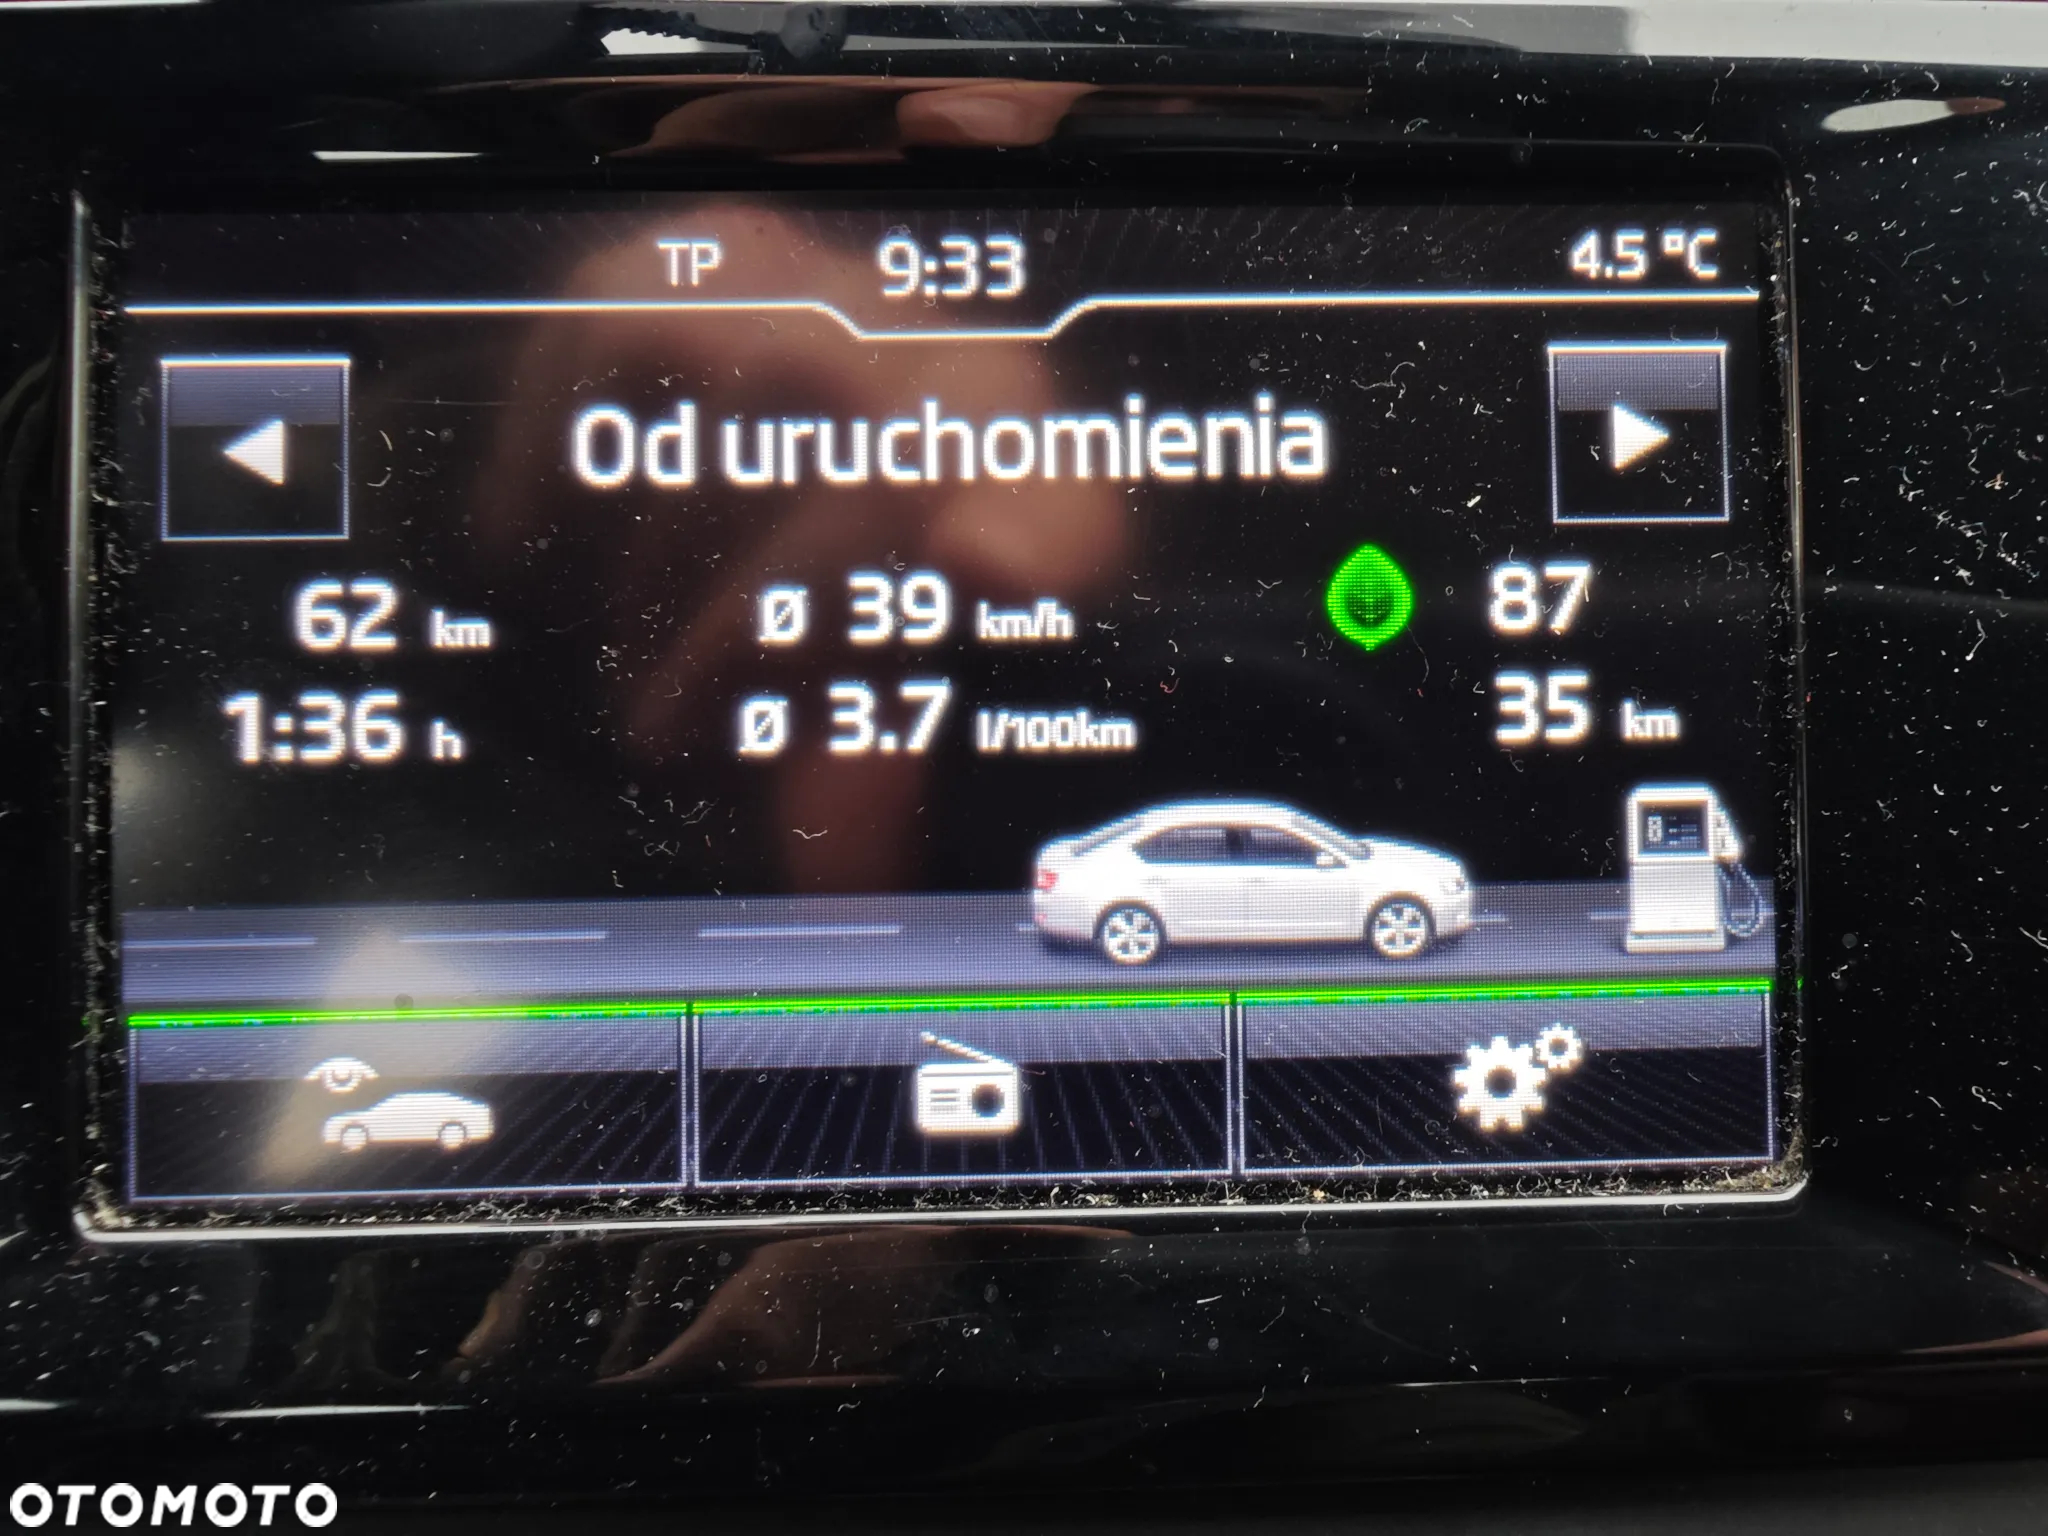 TP 9:33 4.5 °C
Od uruchomienia
62 km Ø 39 km/h 87
1:36 h Ø 3.7 l/100km 35 km
OTOMOTO